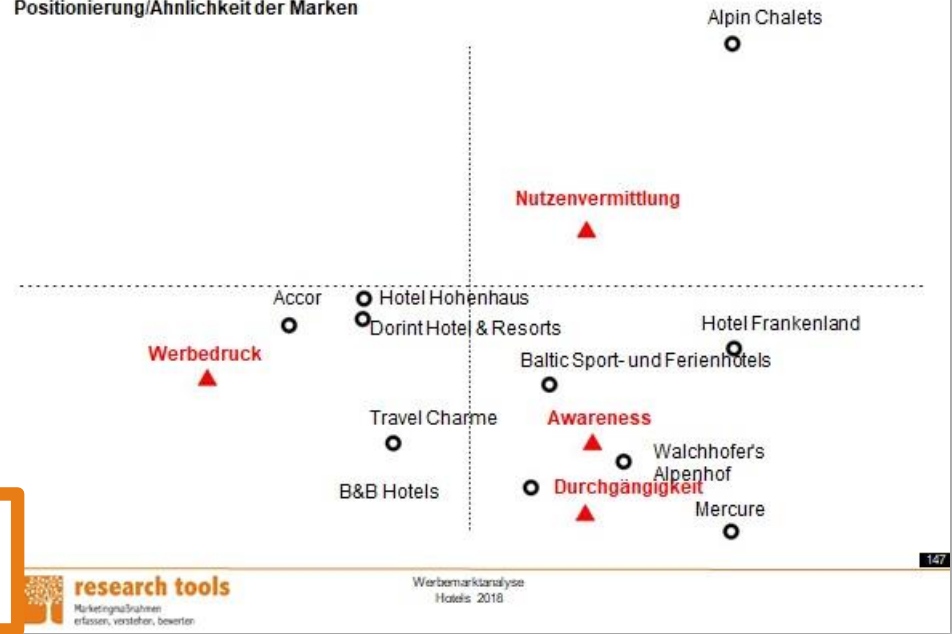 Positionierung/Ähnlichkeit der Marken
Alpin Chalets
Nutzenvermittlung
Accor
Hotel Hohenhaus
Dorint Hotel & Resorts
Hotel Frankenland
Werbedruck
Baltic Sport- und Ferienhotels
Travel Charme
Awareness
Walchhofer's
Alpenhof
B&B Hotels
Durchgängigkeit
Mercure
147
research tools
Marketingmaßnahmen
erfassen, verstehen, bewerten
Werbemarktanalyse
Hotels 2018